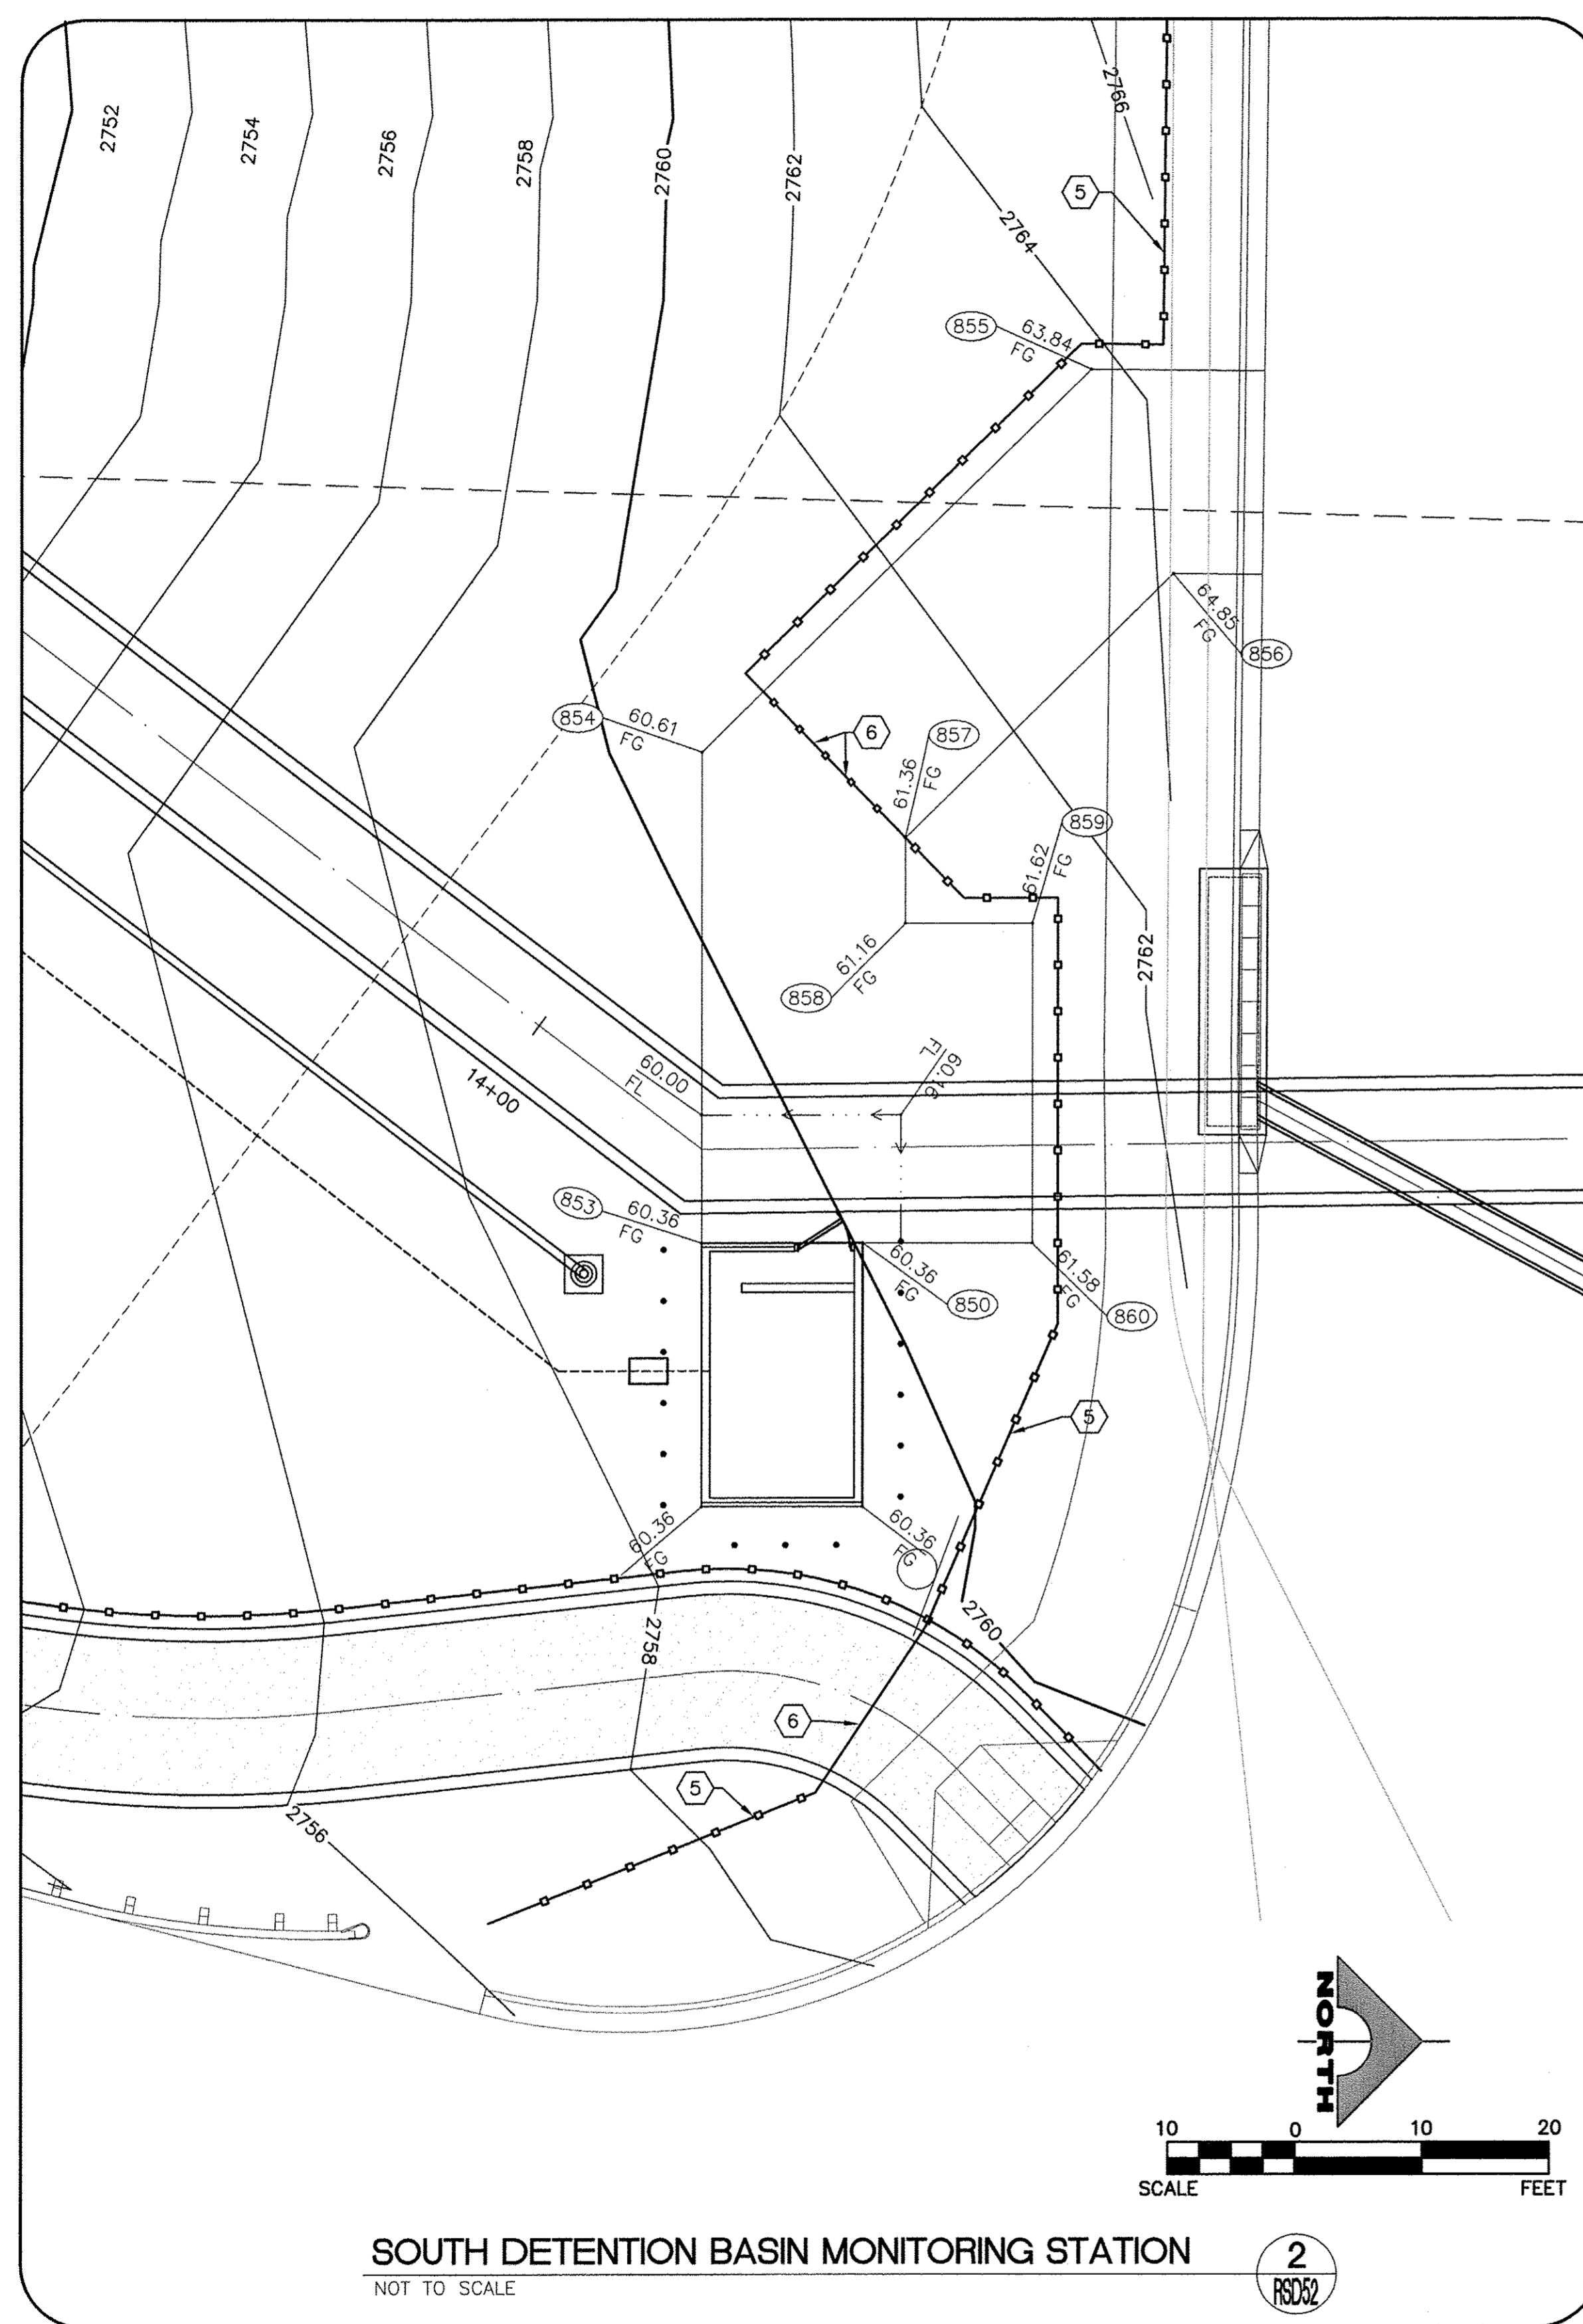 2752
2754
2756
2758
2760
2762
2764
2766
5
855
63.84
FG
64.85
FG
856
854
60.61
FG
6
857
61.36
FG
859
61.62
FG
61.16
FG
858
2762
60.00
FL
60.16
FL
14+00
853
60.36
FG
60.36
FG
850
61.58
FG
860
5
60.36
FG
60.36
FG
2758
2760
6
5
2756
NORTH
10 0 10 20
SCALE FEET
SOUTH DETENTION BASIN MONITORING STATION
NOT TO SCALE
2
RSD52